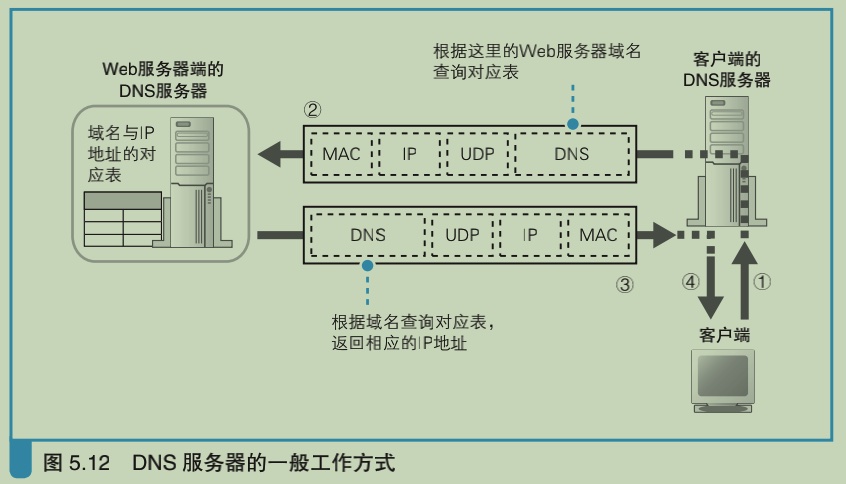 根据这里的Web服务器域名
查询对应表
客户端的
DNS服务器
Web服务器端的
DNS服务器
域名与IP
地址的对
应表
②
MAC
IP
UDP
DNS
DNS
UDP
IP
MAC
③
④
①
根据域名查询对应表，
返回相应的IP地址
客户端
图 5.12 DNS 服务器的一般工作方式